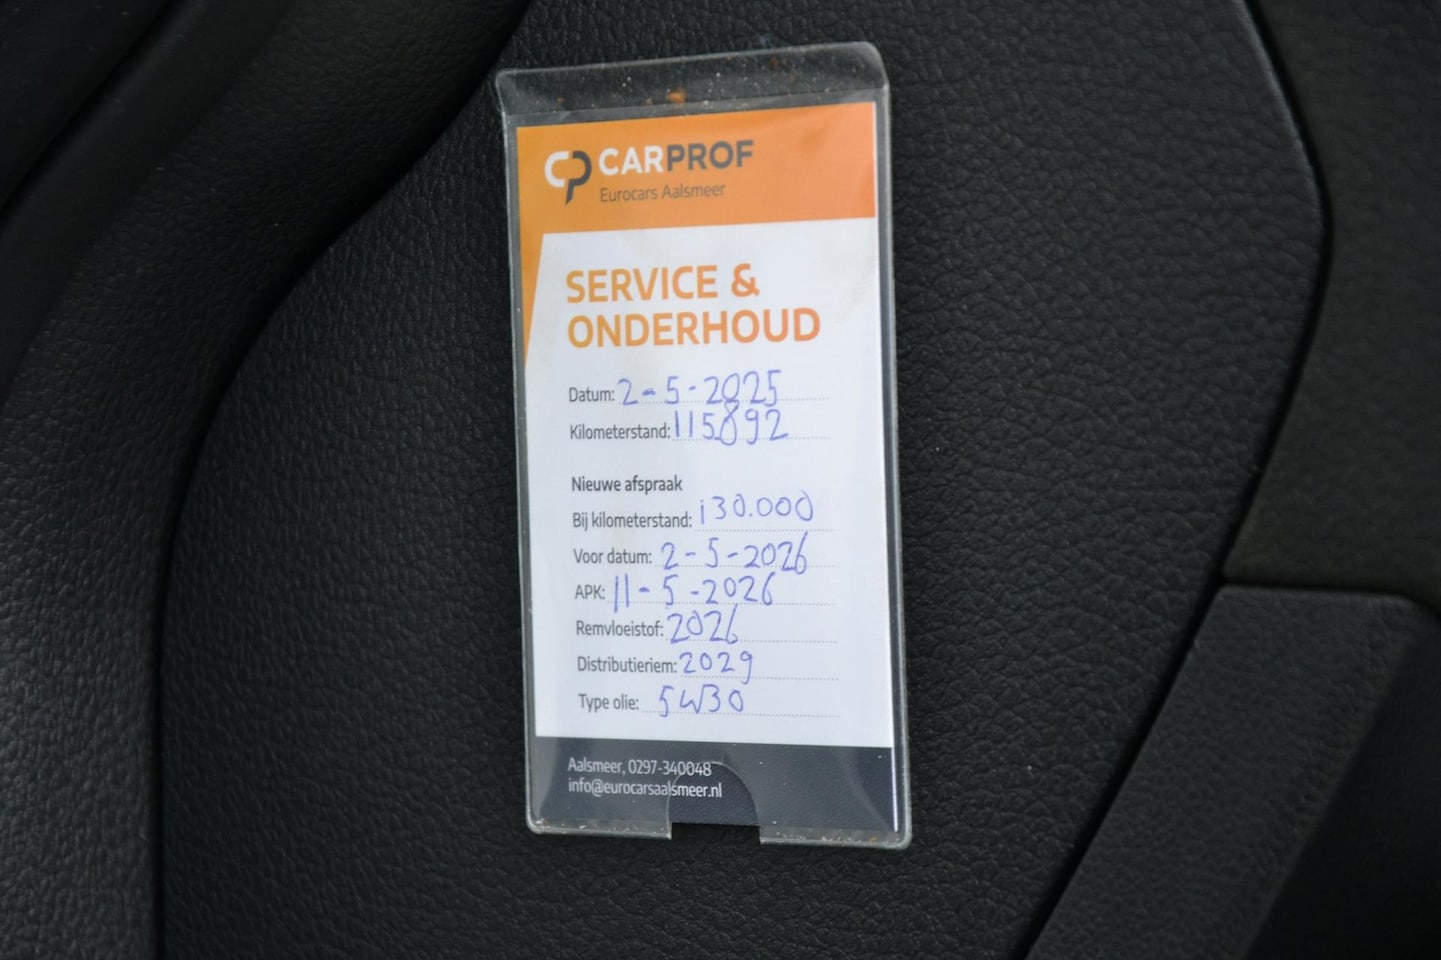 CP CARPROF
Eurocars Aalsmeer
SERVICE &
ONDERHOUD
Datum: 2-5-2025
Kilometerstand: 115892
Nieuwe afspraak
Bij kilometerstand: 130.000
Voor datum: 2-5-2026
APK: 11-5-2026
Remvloeistof: 2026
Distributieriem: 2029
Type olie: 5W30
Aalsmeer, 0297-340048
info@eurocarsaalsmeer.nl